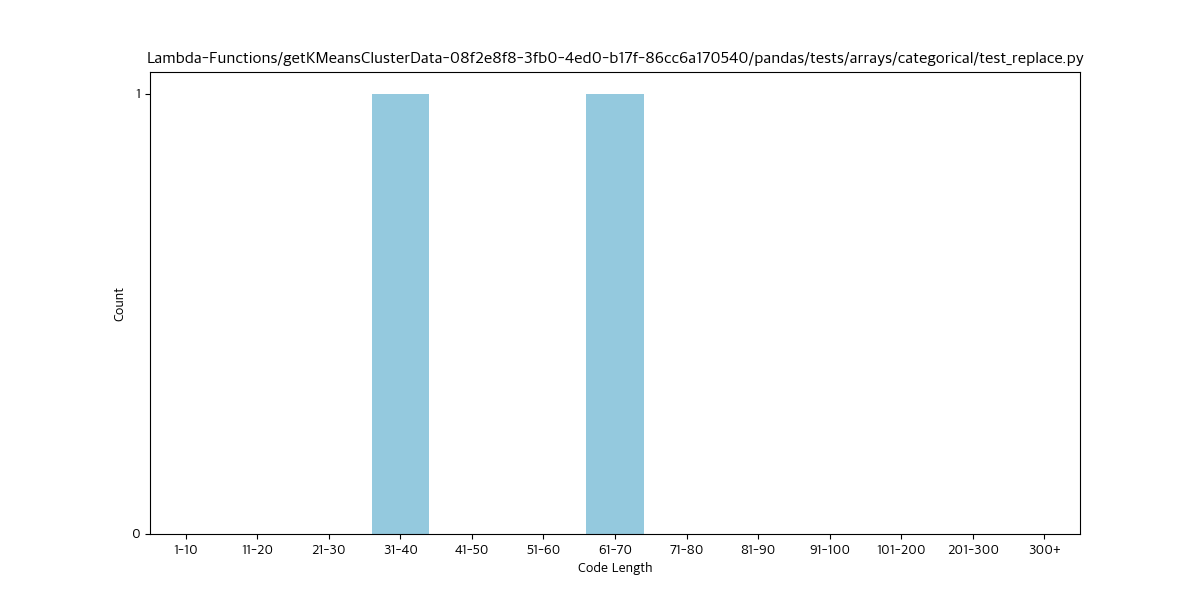 Lambda-Functions/getKMeansClusterData-08f2e8f8-3fb0-4ed0-b17f-86cc6a170540/pandas/tests/arrays/categorical/test_replace.py
1
Count
0
1-10 11-20 21-30 31-40 41-50 51-60 61-70 71-80 81-90 91-100 101-200 201-300 300+
Code Length